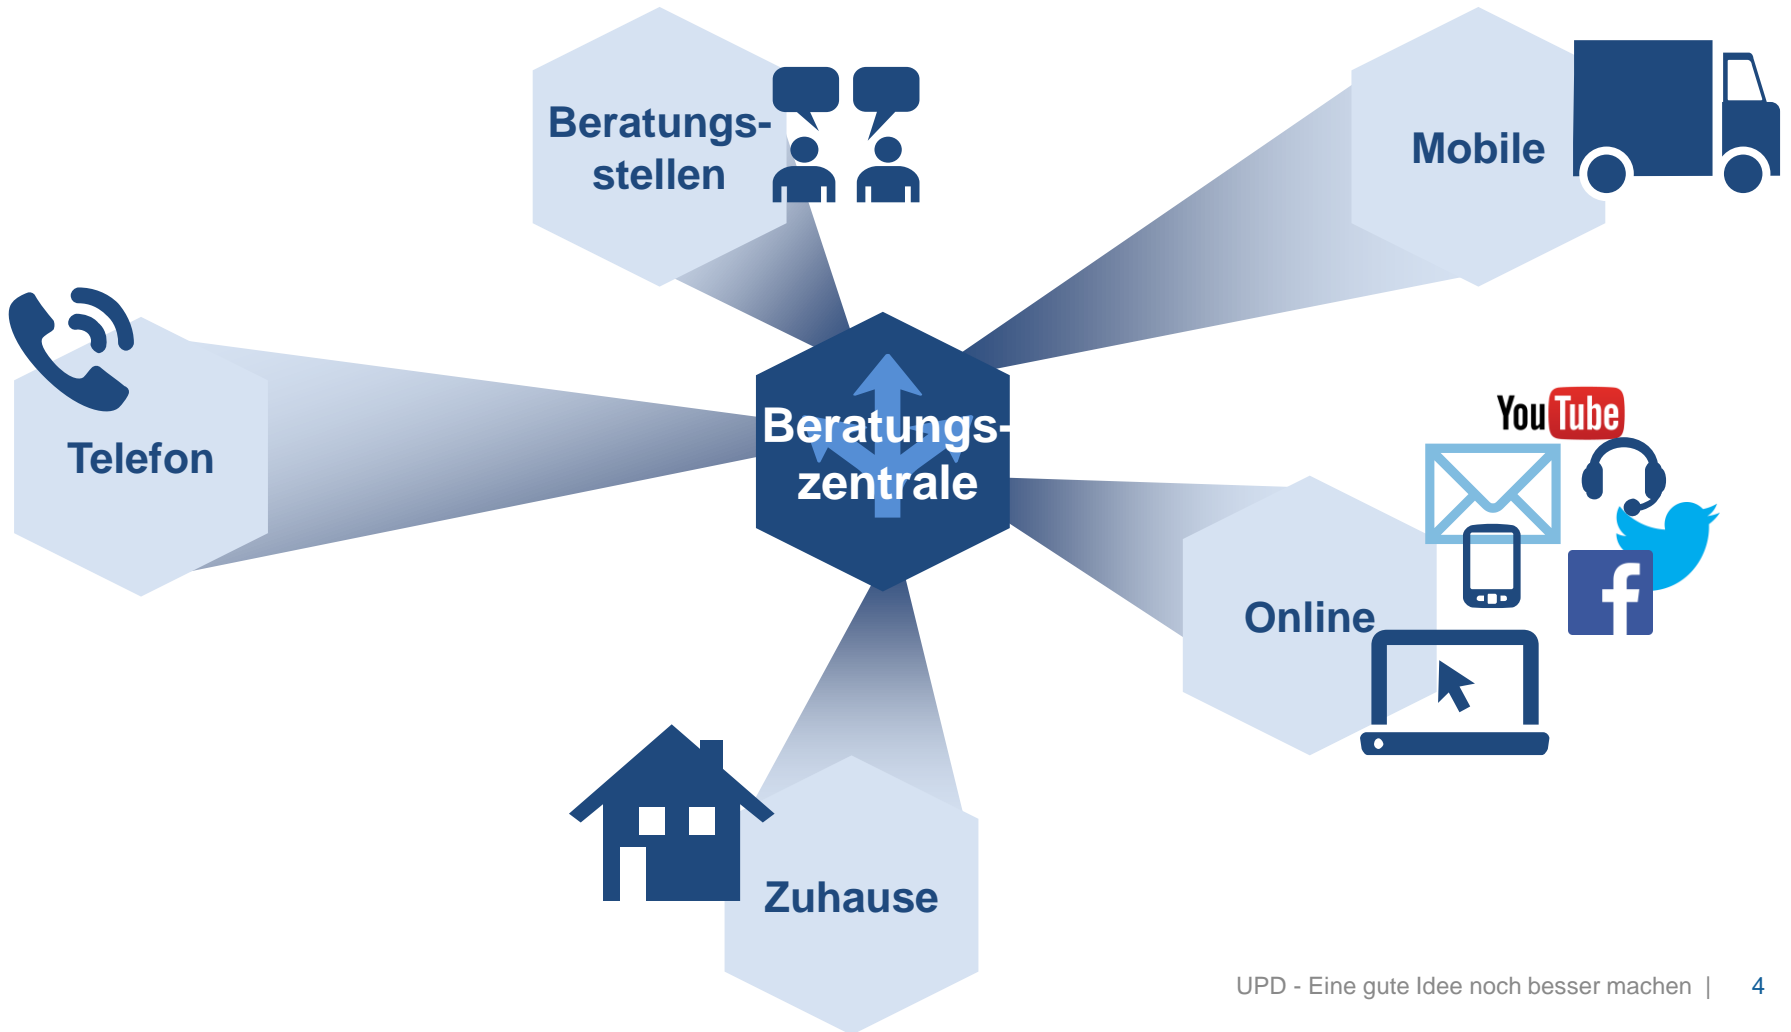 Beratungs-
stellen
Mobile
Telefon
Beratungs-
zentrale
YouTube
Online
f
Zuhause
UPD - Eine gute Idee noch besser machen | 4